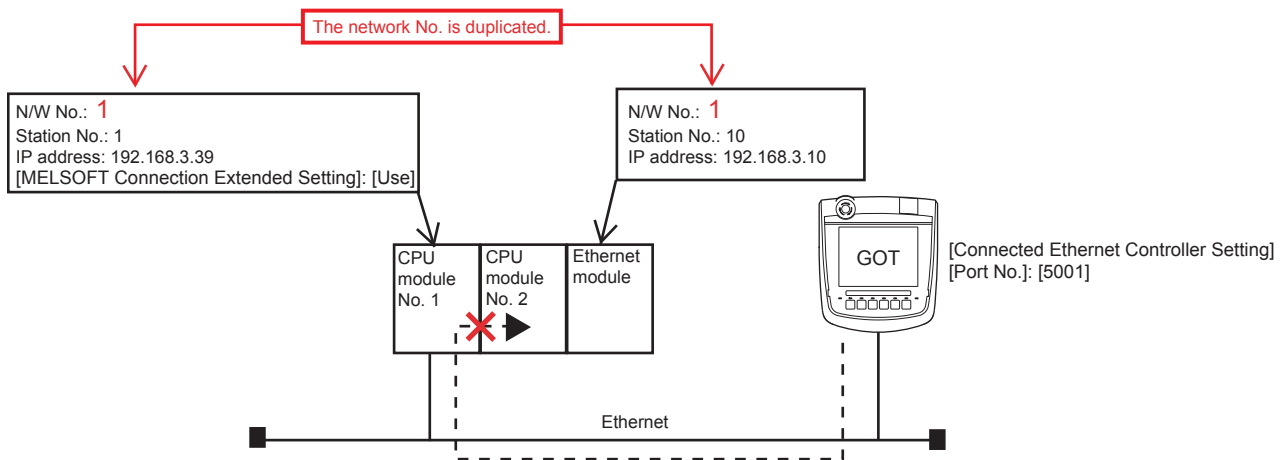 The network No. is duplicated.
N/W No.: 1
Station No.: 1
IP address: 192.168.3.39
[MELSOFT Connection Extended Setting]: [Use]
N/W No.: 1
Station No.: 10
IP address: 192.168.3.10
CPU
module
No. 1
CPU
module
No. 2
Ethernet
module
GOT
[Connected Ethernet Controller Setting]
[Port No.]: [5001]
Ethernet